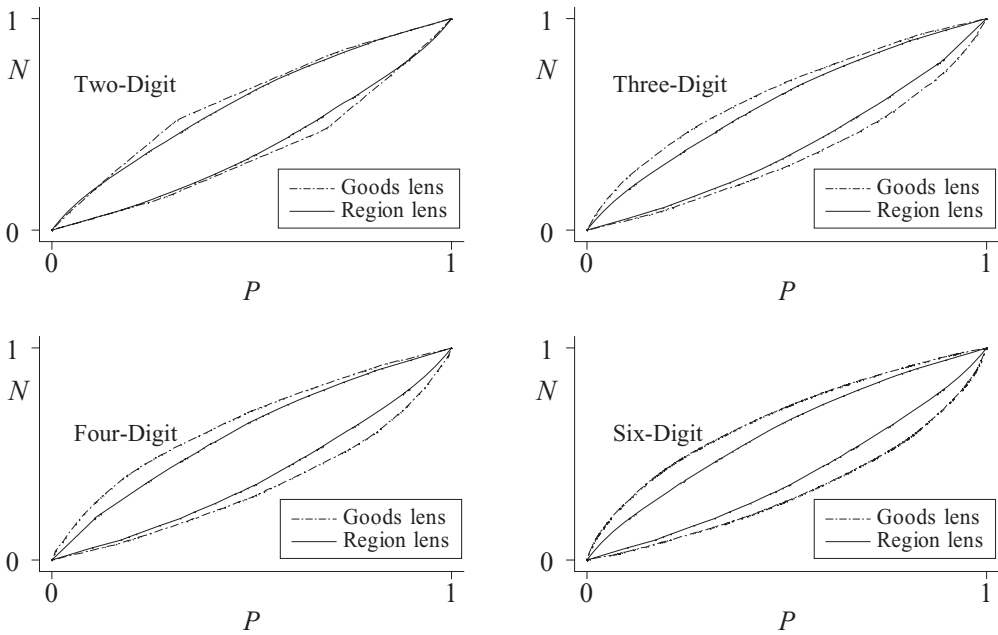 1
N
Two-Digit
Goods lens
Region lens
0
0
1
P
1
N
Three-Digit
Goods lens
Region lens
0
0
1
P
1
N
Four-Digit
Goods lens
Region lens
0
0
1
P
1
N
Six-Digit
Goods lens
Region lens
0
0
1
P